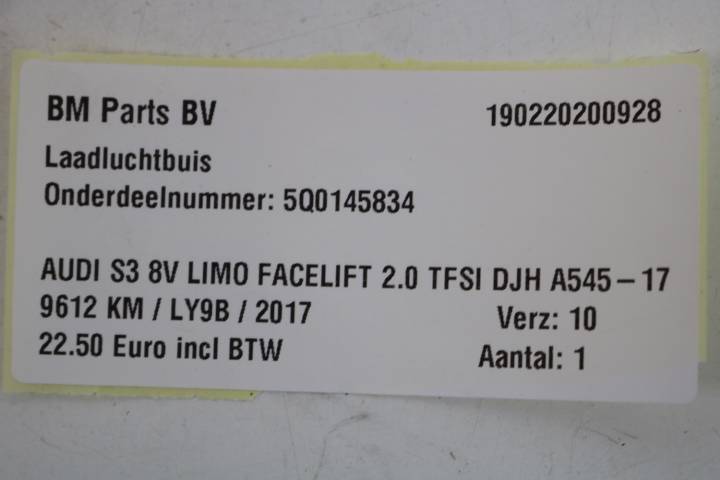 BM Parts BV 190220200928
Laadluchtbuis
Onderdeelnummer: 5Q0145834
AUDI S3 8V LIMO FACELIFT 2.0 TFSI DJH A545-17
9612 KM / LY9B / 2017 Verz: 10
22.50 Euro incl BTW Aantal: 1